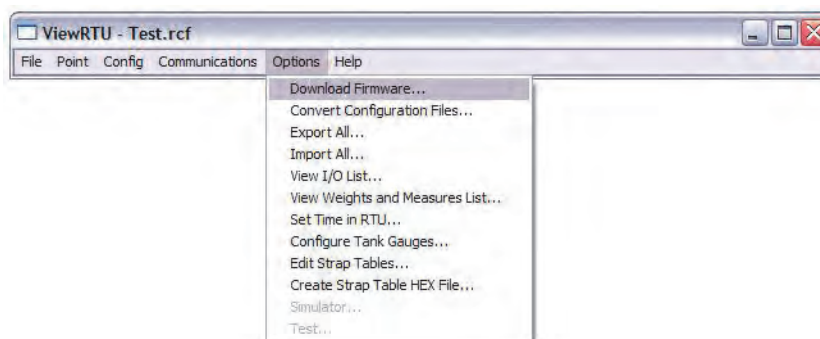 ViewRTU - Test.rcf
File Point Config Communications Options Help
Download Firmware...
Convert Configuration Files...
Export All...
Import All...
View I/O List...
View Weights and Measures List...
Set Time in RTU...
Configure Tank Gauges...
Edit Strap Tables...
Create Strap Table HEX File...
Simulator...
Test...